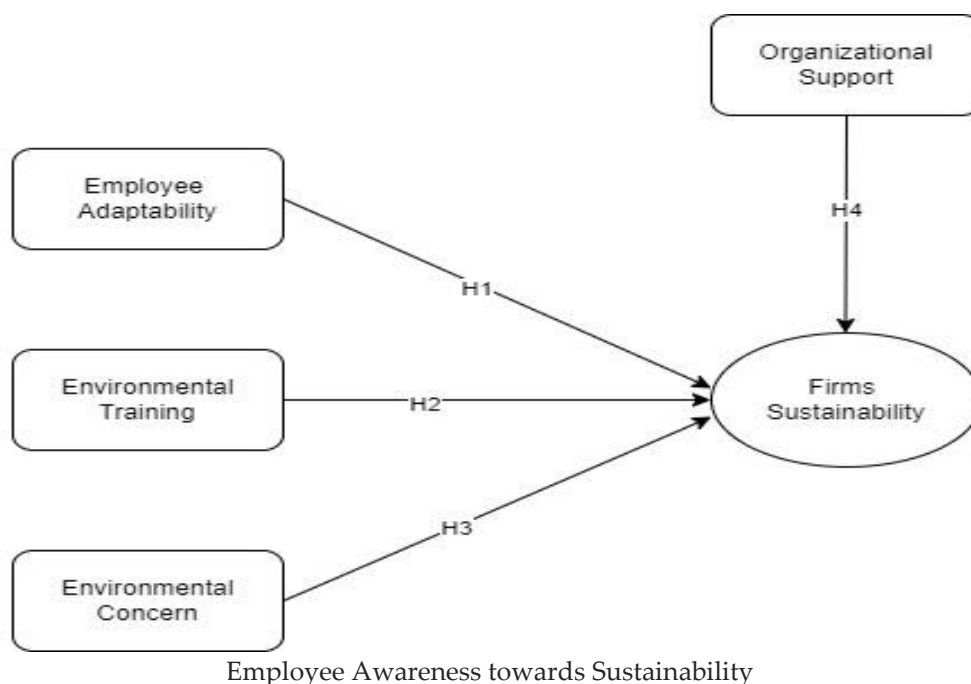 Organizational
Support
Employee
Adaptability
H4
H1
Environmental
Training
H2
Firms
Sustainability
H3
Environmental
Concern
Employee Awareness towards Sustainability